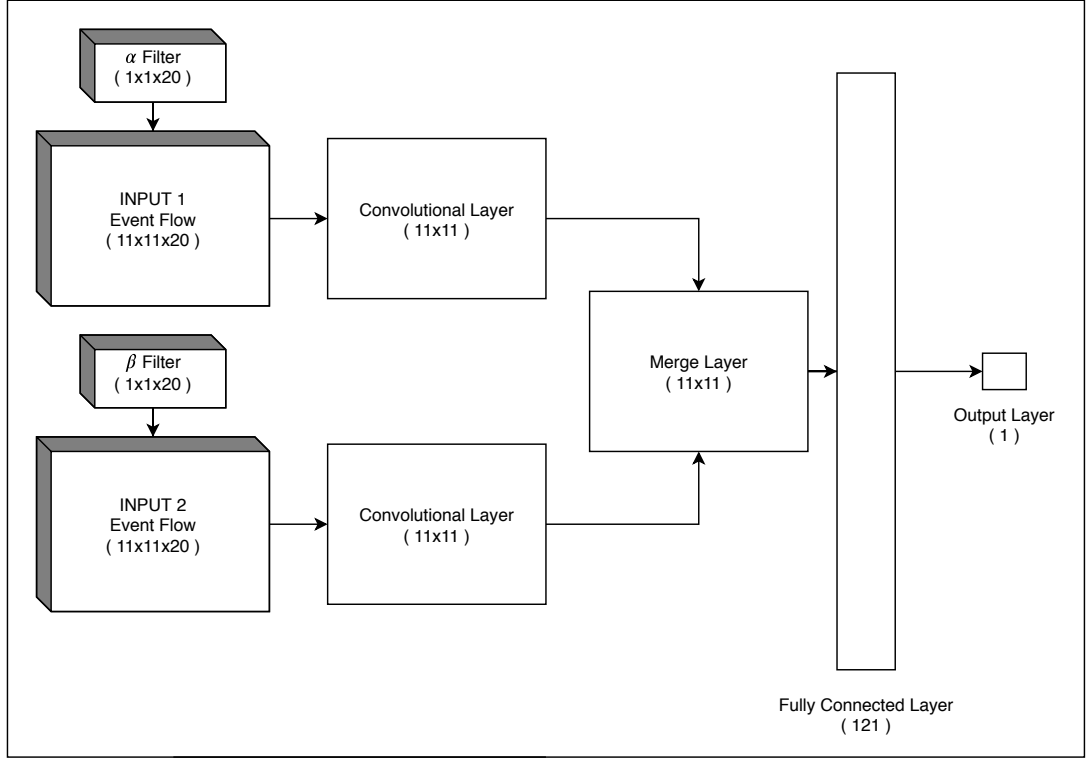 α Filter
( 1x1x20 )
INPUT 1
Event Flow
( 11x11x20 )
Convolutional Layer
( 11x11 )
β Filter
( 1x1x20 )
INPUT 2
Event Flow
( 11x11x20 )
Convolutional Layer
( 11x11 )
Merge Layer
( 11x11 )
Fully Connected Layer
( 121 )
Output Layer
( 1 )